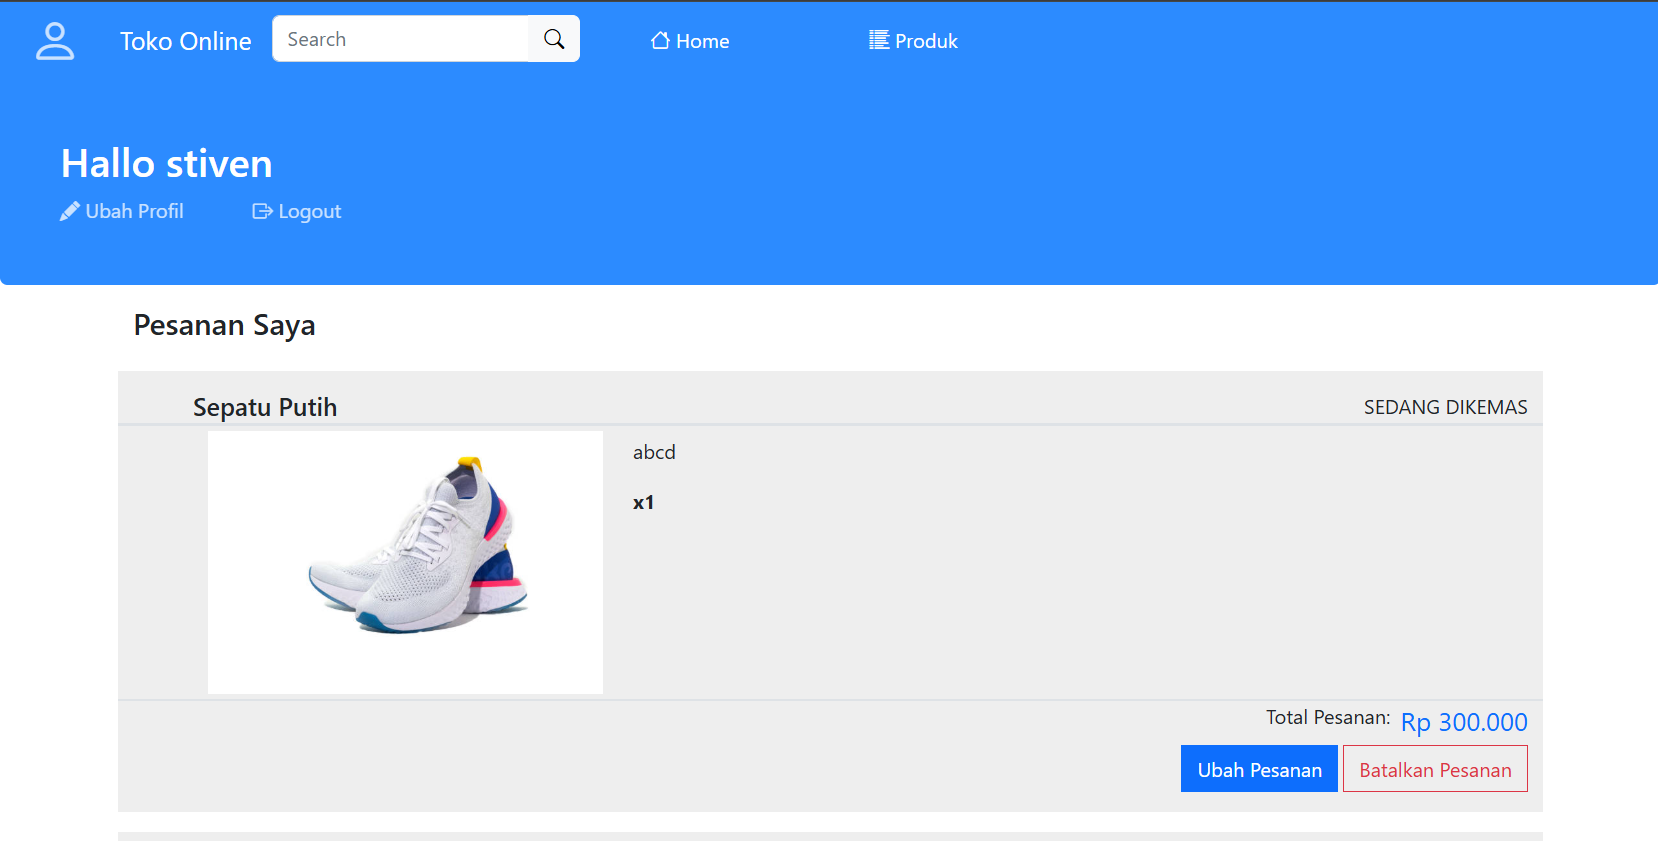 Toko Online
Search
Home
Produk
Hallo stiven
Ubah Profil
Logout
Pesanan Saya
Sepatu Putih
SEDANG DIKEMAS
abcd
x1
Total Pesanan: Rp 300.000
Ubah Pesanan
Batalkan Pesanan